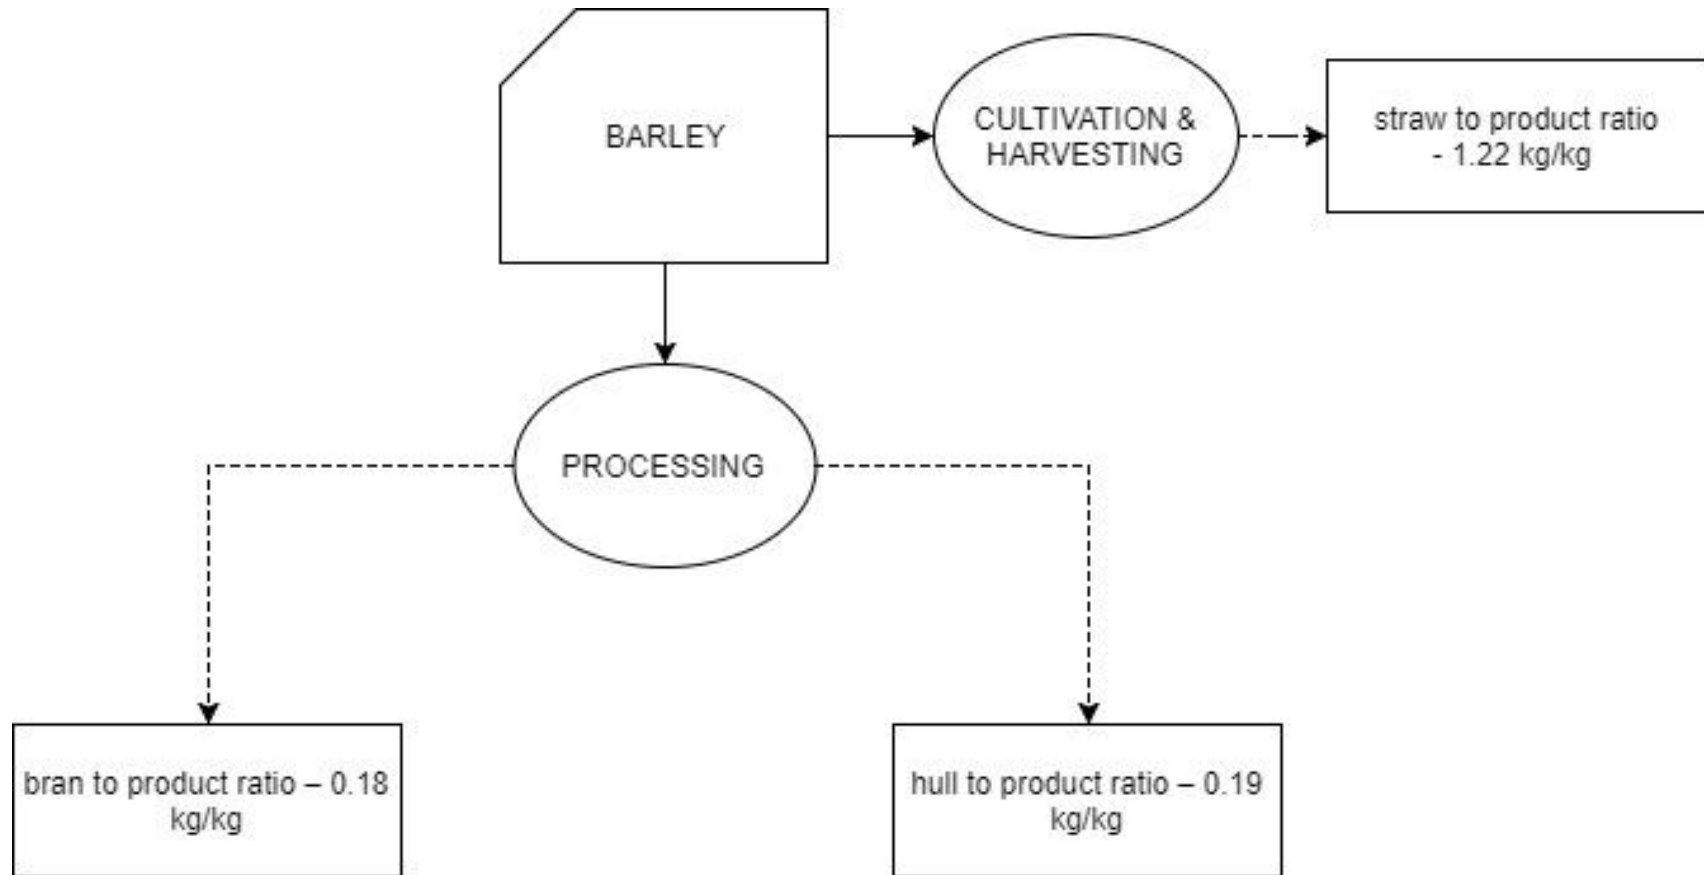 BARLEY
CULTIVATION &
HARVESTING
straw to product ratio
- 1.22 kg/kg
PROCESSING
bran to product ratio – 0.18
kg/kg
hull to product ratio – 0.19
kg/kg